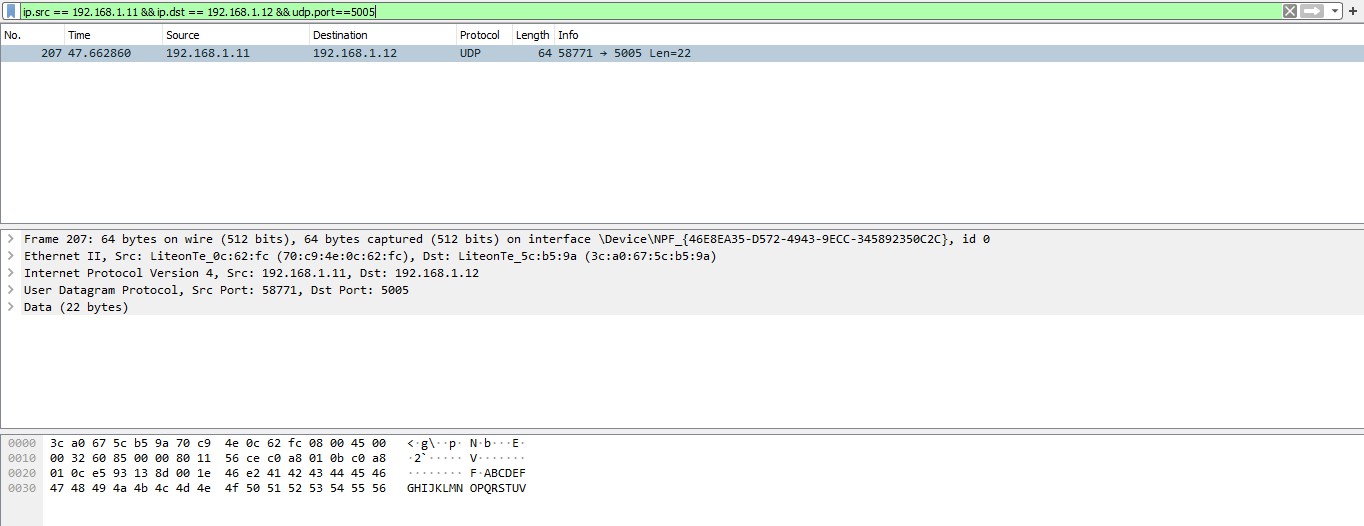 ip.src == 192.168.1.11 && ip.dst == 192.168.1.12 && udp.port==5005
No. Time Source Destination Protocol Length Info
207 47.662860 192.168.1.11 192.168.1.12 UDP 64 58771 → 5005 Len=22
Frame 207: 64 bytes on wire (512 bits), 64 bytes captured (512 bits) on interface \Device\NPF_{46E8EA35-D572-4943-9ECC-345892350C2C}, id 0
Ethernet II, Src: LiteonTe_0c:62:fc (70:c9:4e:0c:62:fc), Dst: LiteonTe_5c:b5:9a (3c:a0:67:5c:b5:9a)
Internet Protocol Version 4, Src: 192.168.1.11, Dst: 192.168.1.12
User Datagram Protocol, Src Port: 58771, Dst Port: 5005
Data (22 bytes)
0000 3c a0 67 5c b5 9a 70 c9 4e 0c 62 fc 08 00 45 00 <·g\··p· N·b···E·
0010 00 32 60 85 00 00 80 11 56 ce c0 a8 01 0b c0 a8 ·2`····· V·······
0020 01 0c e5 93 13 8d 00 1e 46 e2 41 42 43 44 45 46 ········ F·ABCDEF
0030 47 48 49 4a 4b 4c 4d 4e 4f 50 51 52 53 54 55 56 GHIJKLMN OPQRSTUV